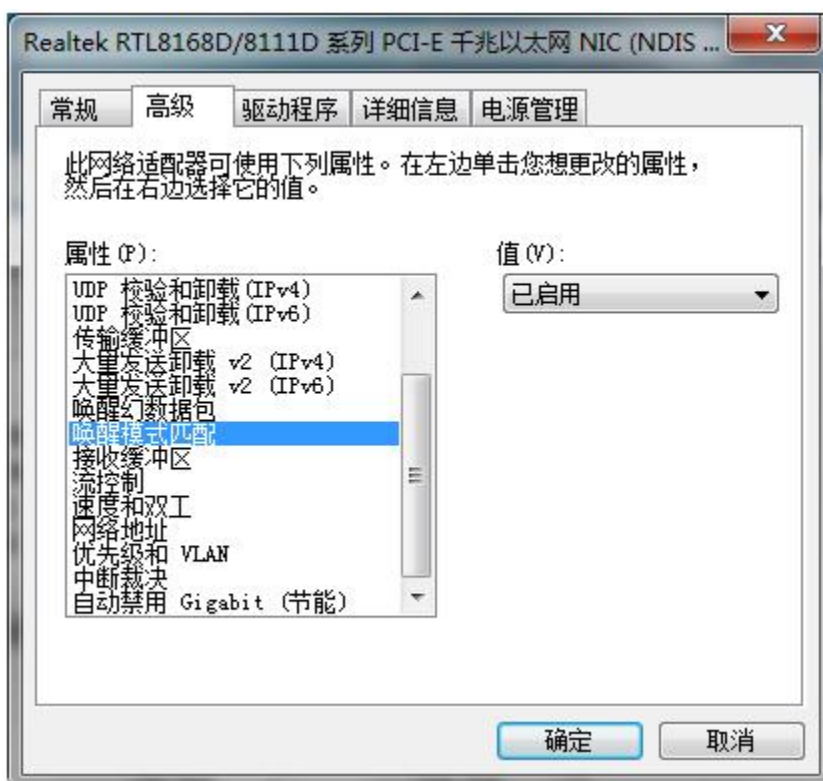 Realtek RTL8168D/8111D 系列 PCI-E 千兆以太网 NIC (NDIS ...
常规 高级 驱动程序 详细信息 电源管理
此网络适配器可使用下列属性。在左边单击您想更改的属性，
然后在右边选择它的值。
属性(P):
值(V):
UDP 校验和卸载(IPv4)
已启用
UDP 校验和卸载(IPv6)
传输缓冲区
大量发送卸载 v2 (IPv4)
大量发送卸载 v2 (IPv6)
唤醒幻数据包
唤醒模式匹配
接收缓冲区
流控制
速度和双工
网络地址
优先级和 VLAN
中断裁决
自动禁用 Gigabit (节能)
确定 取消